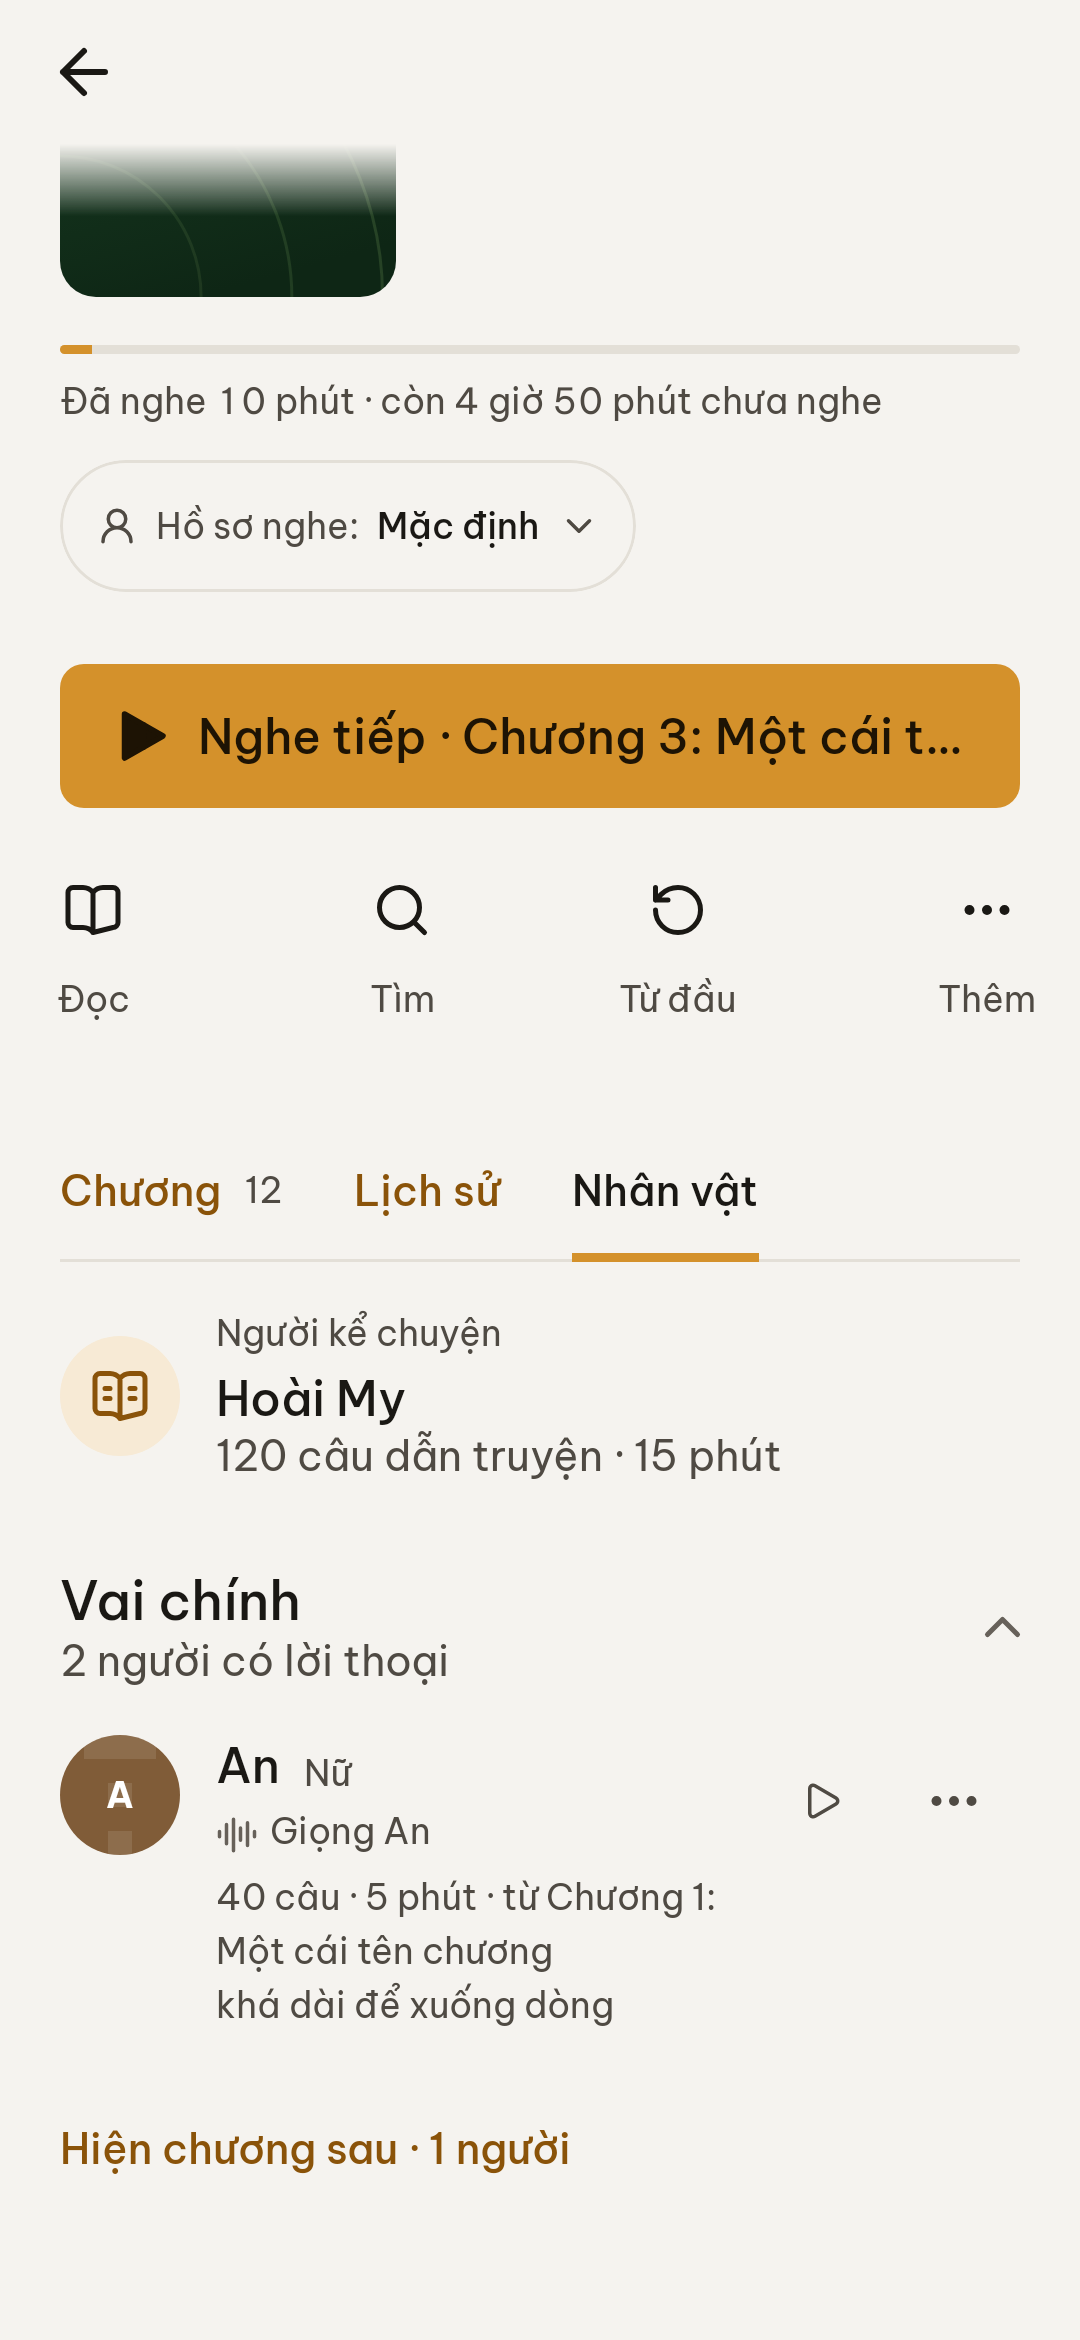 Đã nghe 10 phút · còn 4 giờ 50 phút chưa nghe
Hồ sơ nghe: Mặc định
Nghe tiếp · Chương 3: Một cái t...
Đọc
Tìm
Từ đầu
Thêm
Chương 12
Lịch sử
Nhân vật
Người kể chuyện
Hoài My
120 câu dẫn truyện · 15 phút
Vai chính
2 người có lời thoại
A
An Nữ
Giọng An
40 câu · 5 phút · từ Chương 1:
Một cái tên chương
khá dài để xuống dòng
Hiện chương sau · 1 người